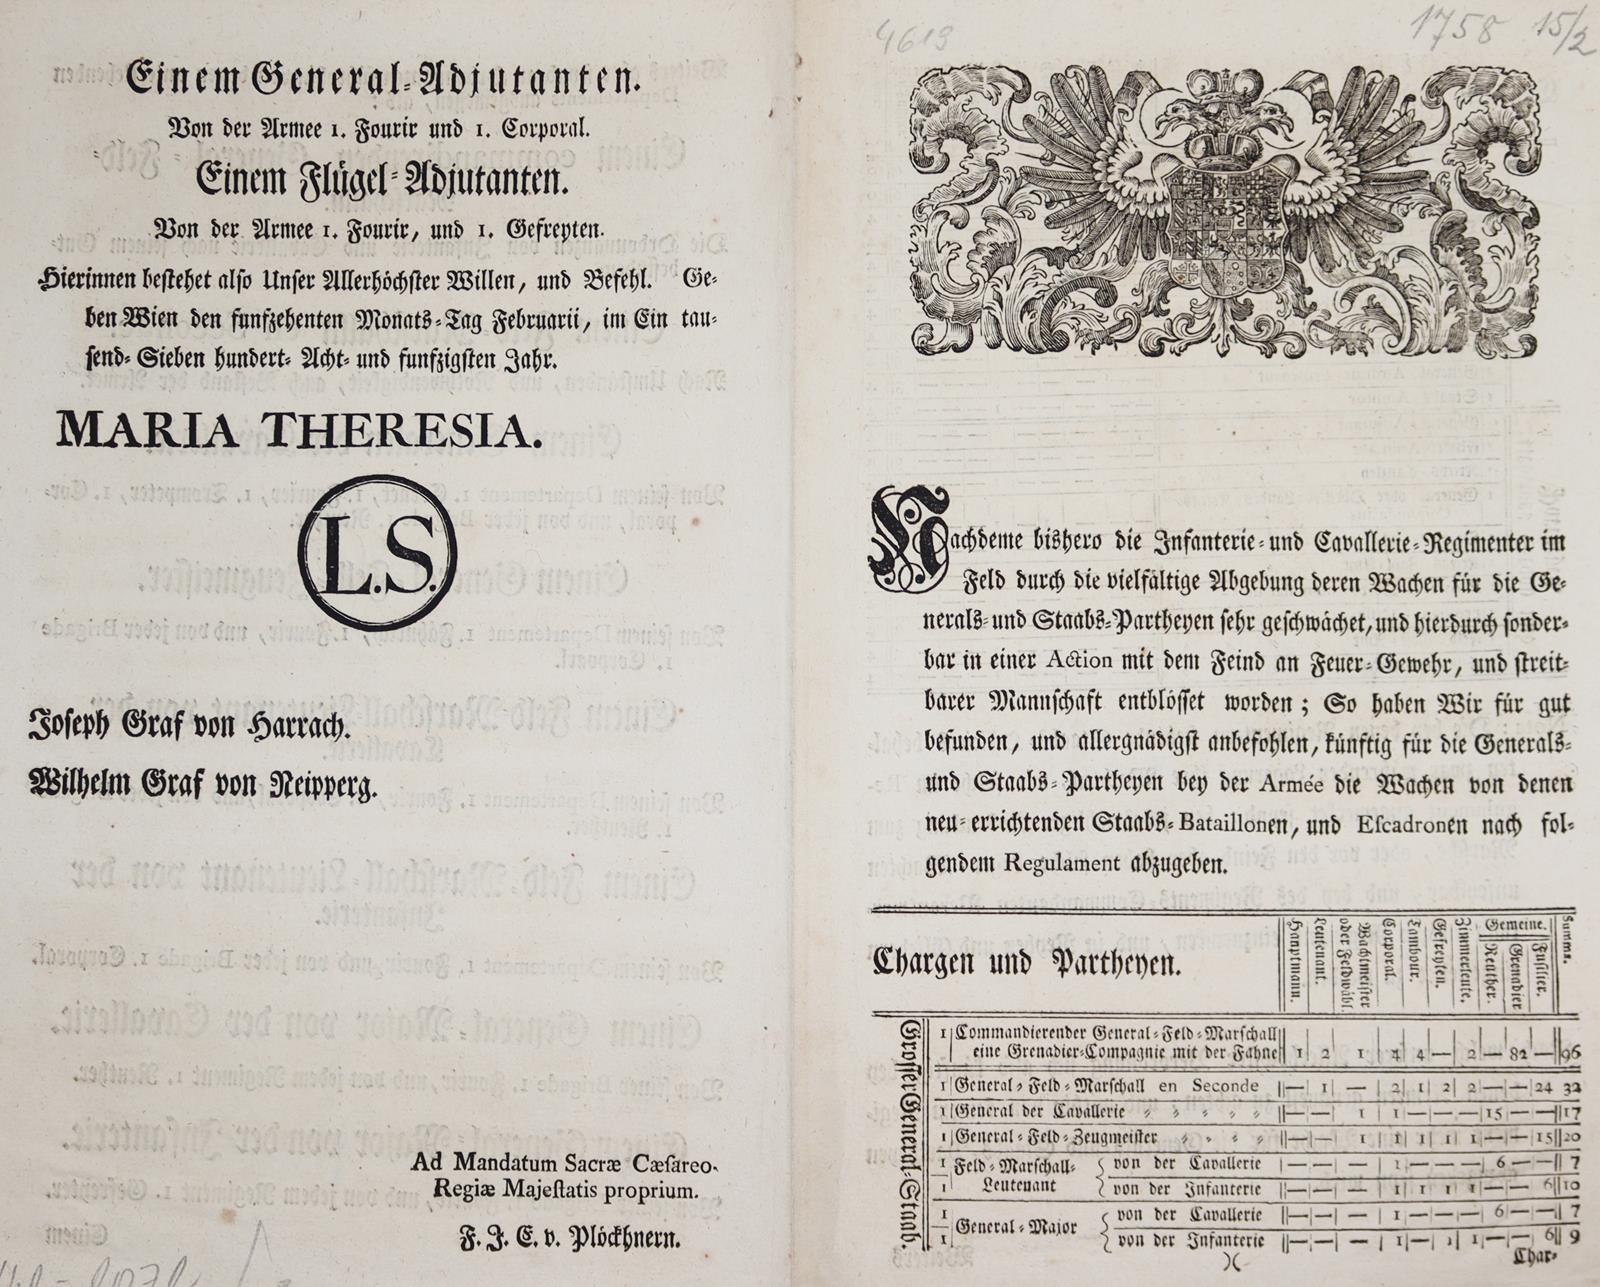 Einem General-Adjutanten.
Von der Armee 1. Fourir und 1. Corporal.
Einem Flügel-Adjutanten.
Von der Armee 1. Fourir, und 1. Gefreyten.
Hierinnen bestehet also Unser Allerhöchster Willen, und Befehl. Ge-
ben Wien den funfzehenten Monats-Tag Februarii, im Ein tau-
send- Sieben hundert- Acht- und funfzigsten Jahr.
MARIA THERESIA.
L.S.
Joseph Graf von Harrach.
Wilhelm Graf von Neipperg.
Ad Mandatum Sacræ Cæsareo-
Regiæ Majestatis proprium.
F. J. E. v. Plöckhnern.
4613
1758 15/2
Nachdeme bishero die Infanterie- und Cavallerie-Regimenter im
Feld durch die vielfältige Abgebung deren Wachen für die Ge-
nerals- und Staabs-Partheyen sehr geschwächet, und hierdurch sonder-
bar in einer Action mit dem Feind an Feuer-Gewehr, und streit-
barer Mannschaft entblösset worden; So haben Wir für gut
befunden, und allergnädigst anbefohlen, künftig für die Generals-
und Staabs-Partheyen bey der Armée die Wachen von denen
neu-errichtenden Staabs-Bataillonen, und Escadronen nach fol-
gendem Regulament abzugeben.
Chargen und Partheyen.
Hauptmann.
Leutenant.
Wachtmeister
oder Feldwäbl.
Corporal.
Tambour.
Gefreyten.
Zimmerleute.
Gemeine.
Reuther.
Grenadier
Fusilier.
Summa.
Grosser General-Staab.
1 Commandierender General-Feld-Marschall
eine Grenadier-Compagnie mit der Fahne 1 2 1 4 4 — 2 — 82 — 96
1 General-Feld-Marschall en Seconde — 1 — 2 1 2 2 — — 24 32
1 General der Cavallerie — — 1 1 — — — 15 — — 17
1 General-Feld-Zeugmeister — — 1 1 1 1 1 — — 15 20
1 Feld-Marschall-Leutenant von der Cavallerie — — — 1 — — — 6 — — 7
1 von der Infanterie — — — 1 1 1 1 — — 6 10
1 General-Major von der Cavallerie — — — 1 — — — 6 — — 7
1 von der Infanterie — — — 1 — 1 1 — — 6 9
)(
Char-